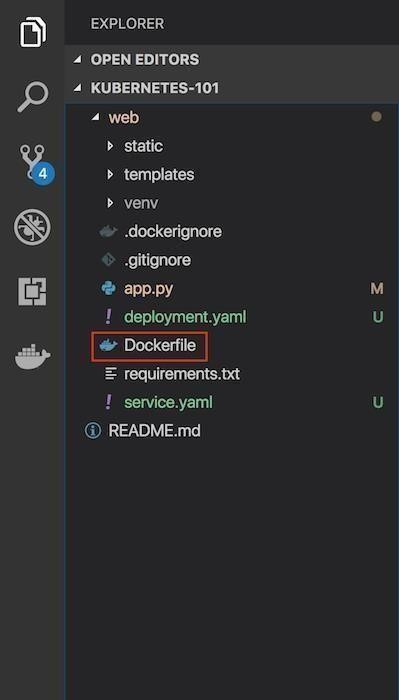 EXPLORER
OPEN EDITORS
KUBERNETES-101
web
static
templates
4
venv
.dockerignore
.gitignore
app.py M
deployment.yaml U
Dockerfile
requirements.txt
service.yaml U
README.md